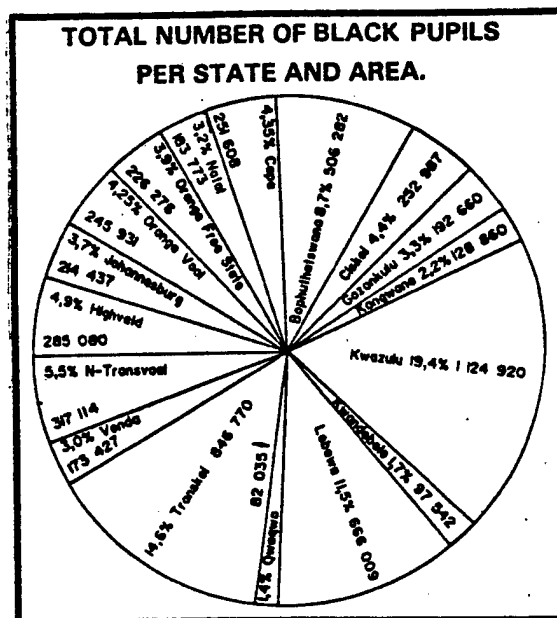 TOTAL NUMBER OF BLACK PUPILS
PER STATE AND AREA.
Bophuthatswana 8,7% 506 282
Ciskei 4,4% 252 987
Gazankulu 3,3% 192 660
Kangwane 2,2% 128 860
Kwazulu 19,4% 1 124 920
Kwandebele 1,7% 97 542
Lebowa 11,5% 666 009
1,4% Qwaqwa
82 035
14,6% Transkei 846 770
3,0% Venda
173 427
5,5% N-Transvaal
317 114
4,9% Highveld
285 080
3,7% Johannesburg
214 437
4,25% Orange Vaal
245 931
3,9% Orange Free State
226 276
3,2% Natal
183 773
4,35% Cape
251 608